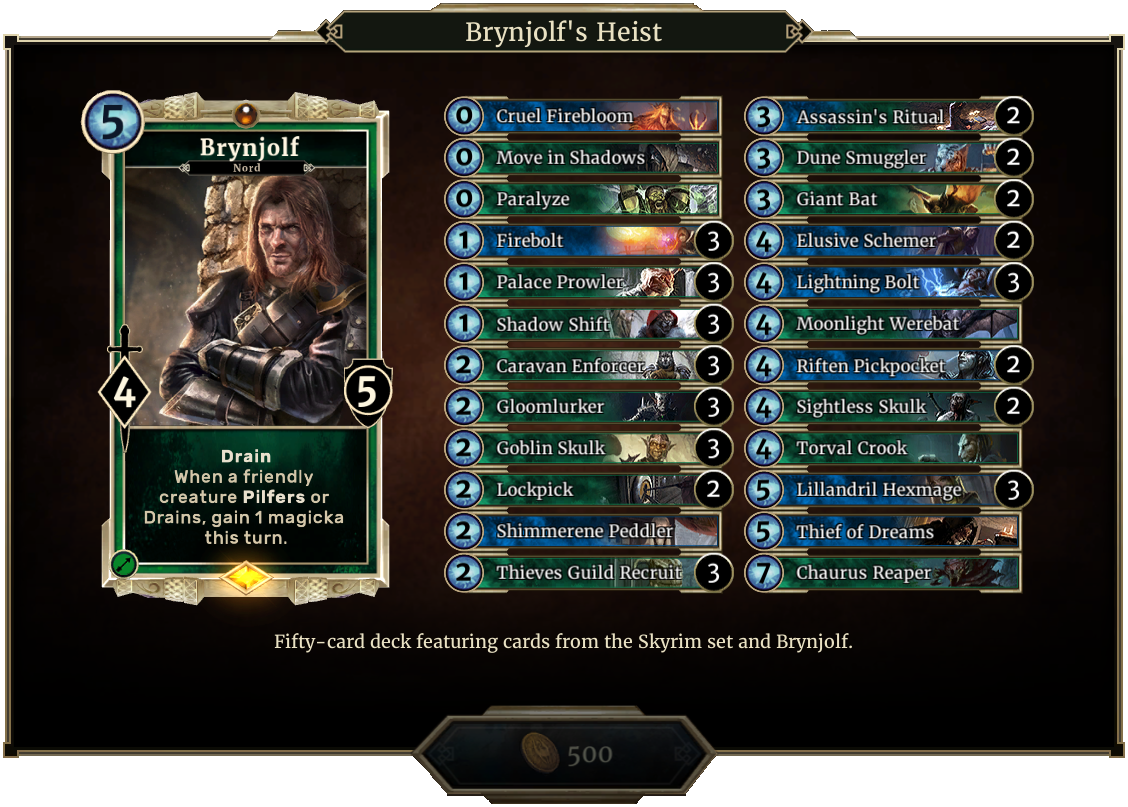 Brynjolf's Heist
5
Brynjolf
Nord
4
5
Drain
When a friendly
creature Pilfers or
Drains, gain 1 magicka
this turn.
0 Cruel Firebloom
0 Move in Shadows
0 Paralyze
1 Firebolt 3
1 Palace Prowler 3
1 Shadow Shift 3
2 Caravan Enforcer 3
2 Gloomlurker 3
2 Goblin Skulk 3
2 Lockpick 2
2 Shimmerene Peddler
2 Thieves Guild Recruit 3
3 Assassin's Ritual 2
3 Dune Smuggler 2
3 Giant Bat 2
4 Elusive Schemer 2
4 Lightning Bolt 3
4 Moonlight Werebat
4 Riften Pickpocket 2
4 Sightless Skulk 2
4 Torval Crook
5 Lillandril Hexmage 3
5 Thief of Dreams
7 Chaurus Reaper
Fifty-card deck featuring cards from the Skyrim set and Brynjolf.
500